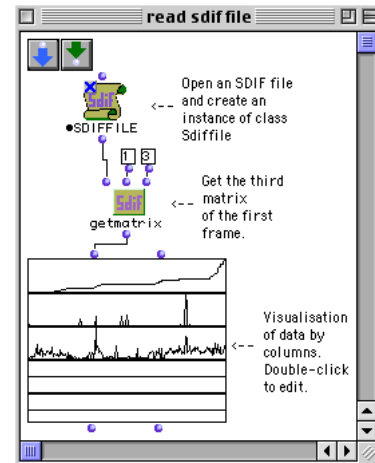 read sdif file
Open an SDIF file
and create an
instance of class
Sdiffile
<--
Sdif
●SDIFFILE
1 3
Get the third
matrix
of the first
frame.
<--
Sdif
getmatrix
Visualisation
of data by
columns.
Double-click
to edit.
<--